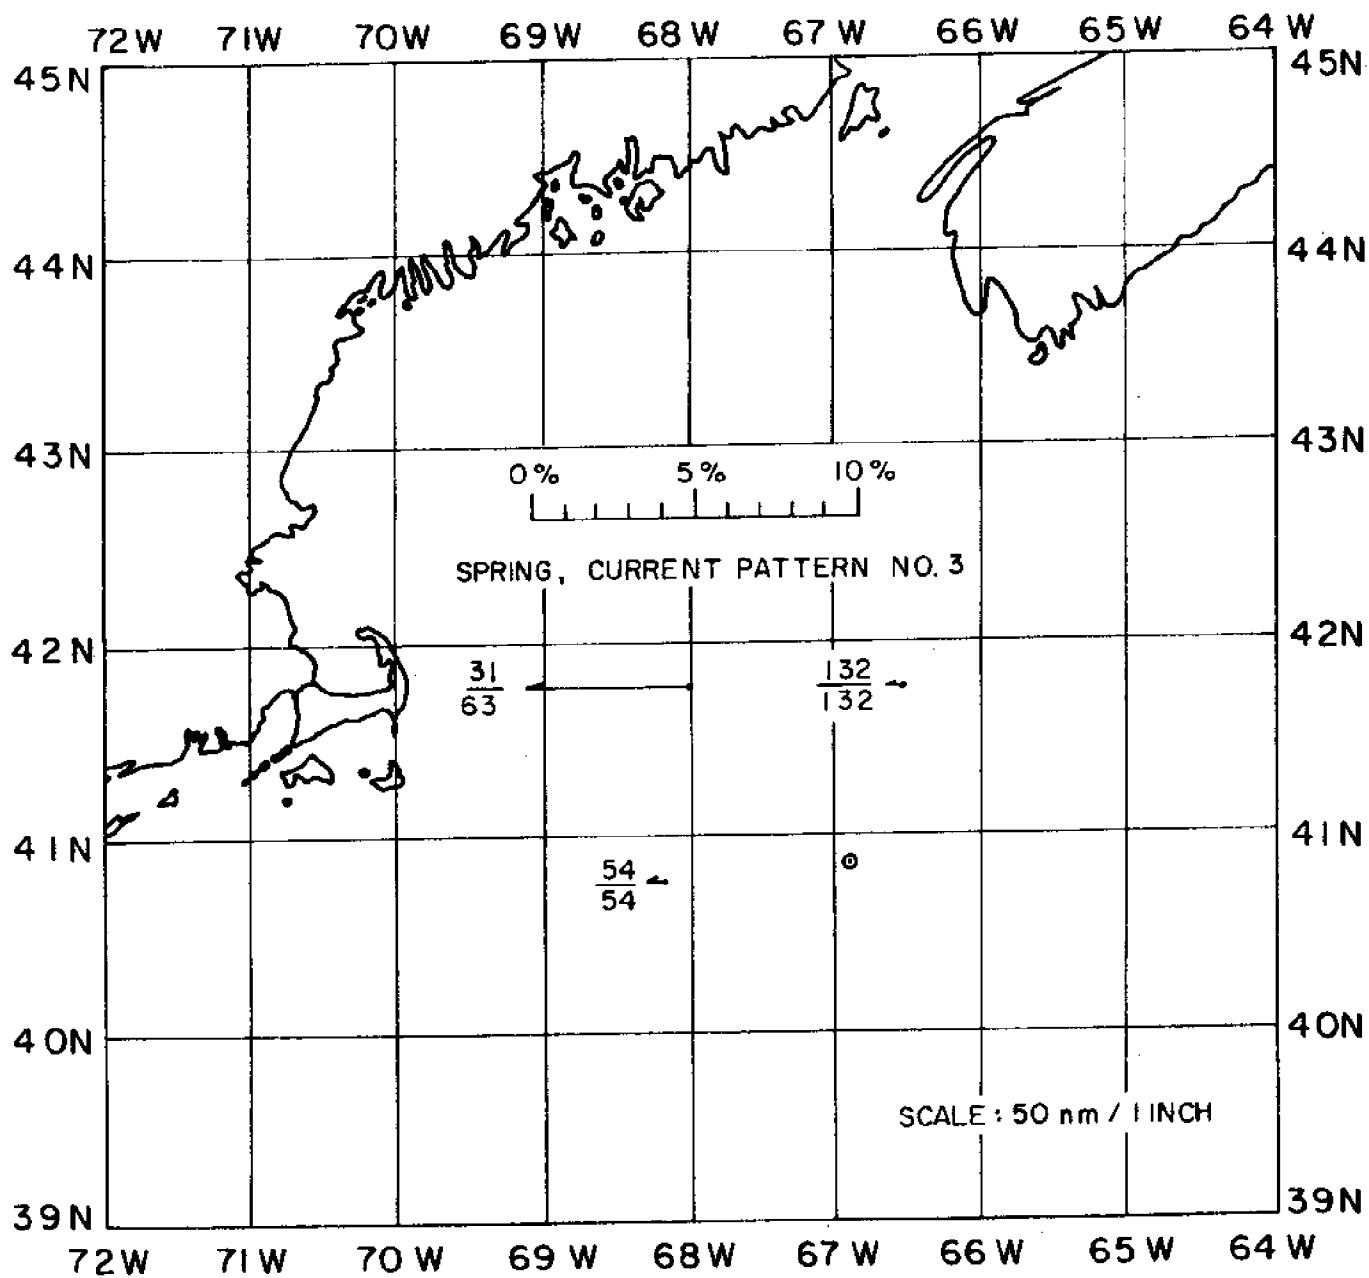 72W 71W 70W 69W 68W 67W 66W 65W 64W
45N 45N
44N 44N
43N 43N
0% 5% 10%
SPRING, CURRENT PATTERN NO. 3
42N 42N
31 132
63 132
41N 41N
54
54
40N 40N
SCALE: 50 nm / 1 INCH
39N 39N
72W 71W 70W 69W 68W 67W 66W 65W 64W